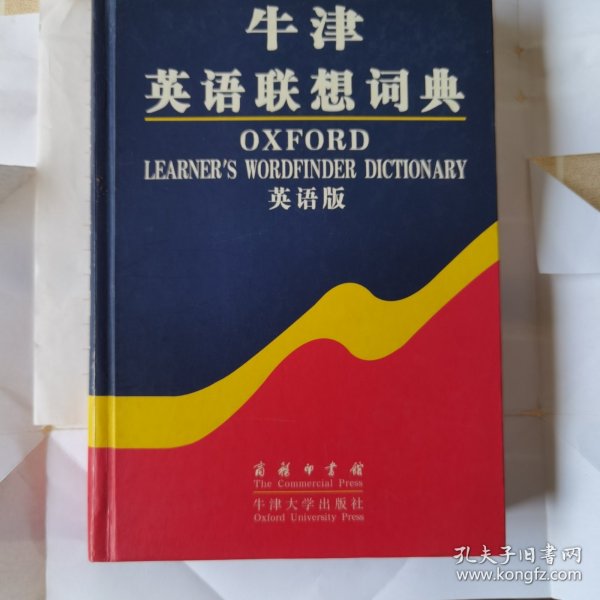 牛津
英语联想词典
OXFORD
LEARNER'S WORDFINDER DICTIONARY
英语版
商務印書館
The Commercial Press
牛津大学出版社
Oxford University Press
孔夫子旧书网
www.kongfz.com